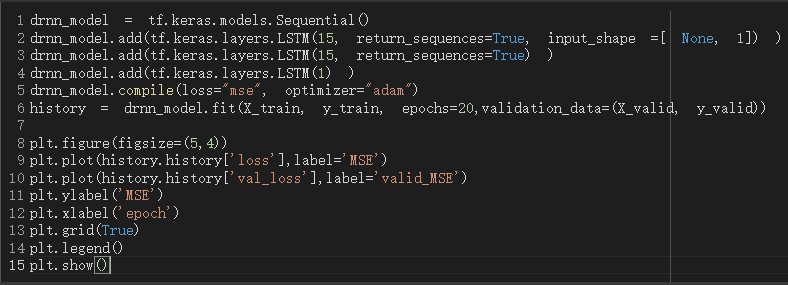 1 drnn_model = tf.keras.models.Sequential()
2 drnn_model.add(tf.keras.layers.LSTM(15, return_sequences=True, input_shape =[ None, 1]) )
3 drnn_model.add(tf.keras.layers.LSTM(15, return_sequences=True) )
4 drnn_model.add(tf.keras.layers.LSTM(1) )
5 drnn_model.compile(loss="mse", optimizer="adam")
6 history = drnn_model.fit(X_train, y_train, epochs=20,validation_data=(X_valid, y_valid))
7
8 plt.figure(figsize=(5,4))
9 plt.plot(history.history['loss'],label='MSE')
10 plt.plot(history.history['val_loss'],label='valid_MSE')
11 plt.ylabel('MSE')
12 plt.xlabel('epoch')
13 plt.grid(True)
14 plt.legend()
15 plt.show()